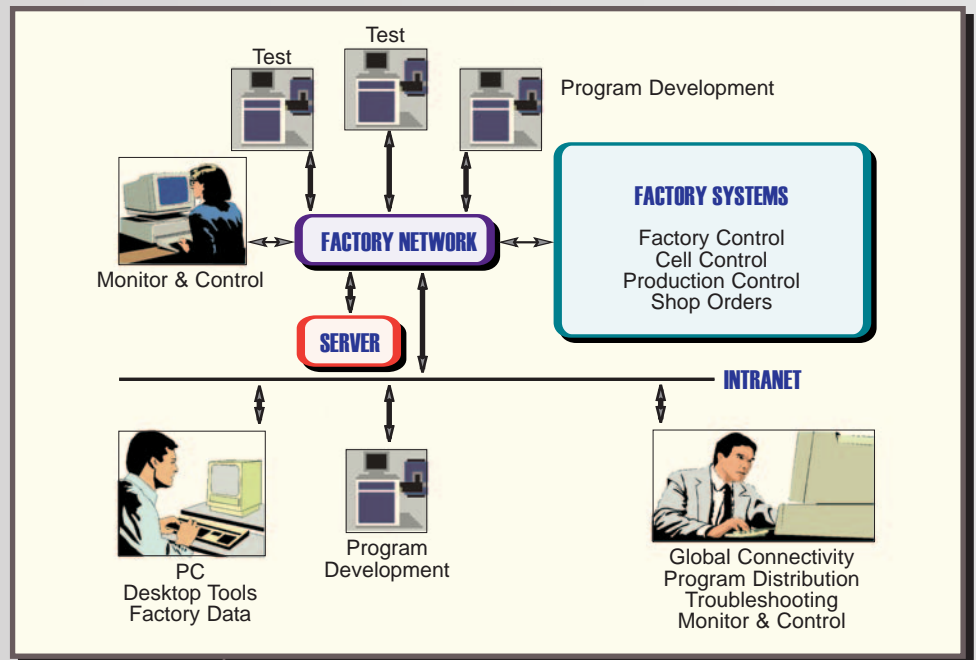 Test
Test
Program Development
Monitor & Control
FACTORY NETWORK
FACTORY SYSTEMS
Factory Control
Cell Control
Production Control
Shop Orders
SERVER
INTRANET
PC
Desktop Tools
Factory Data
Program
Development
Global Connectivity
Program Distribution
Troubleshooting
Monitor & Control